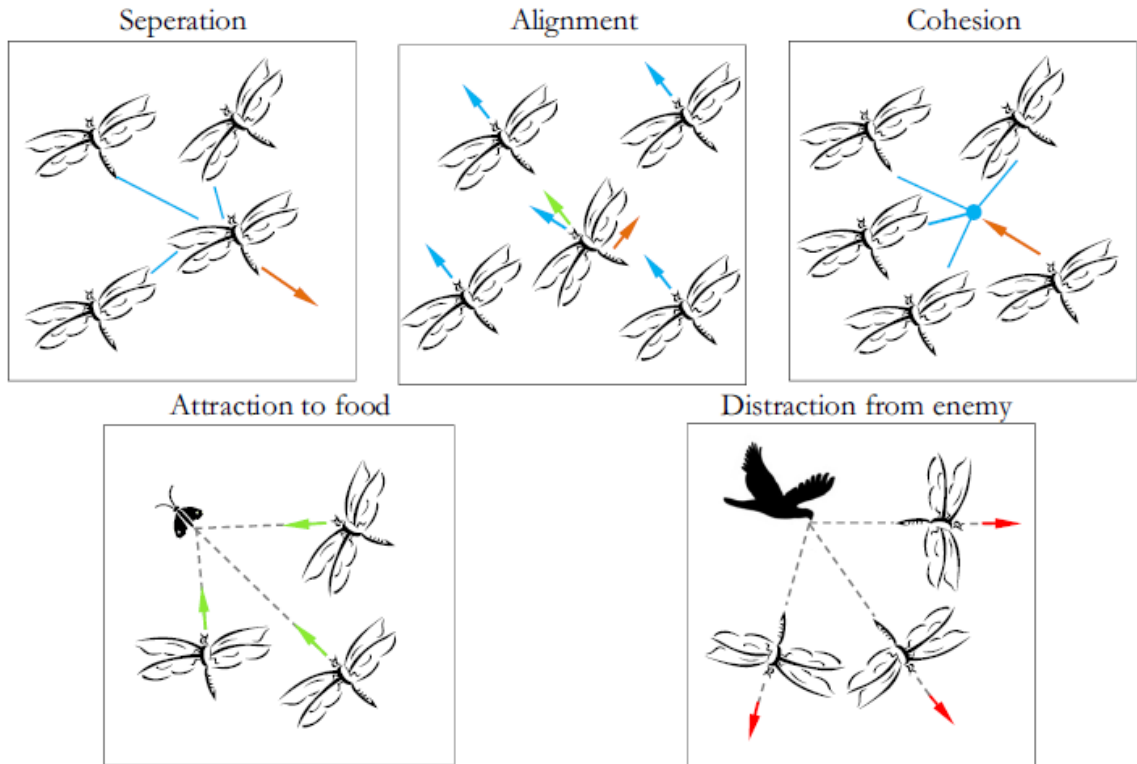 Seperation
Alignment
Cohesion
Attraction to food
Distraction from enemy